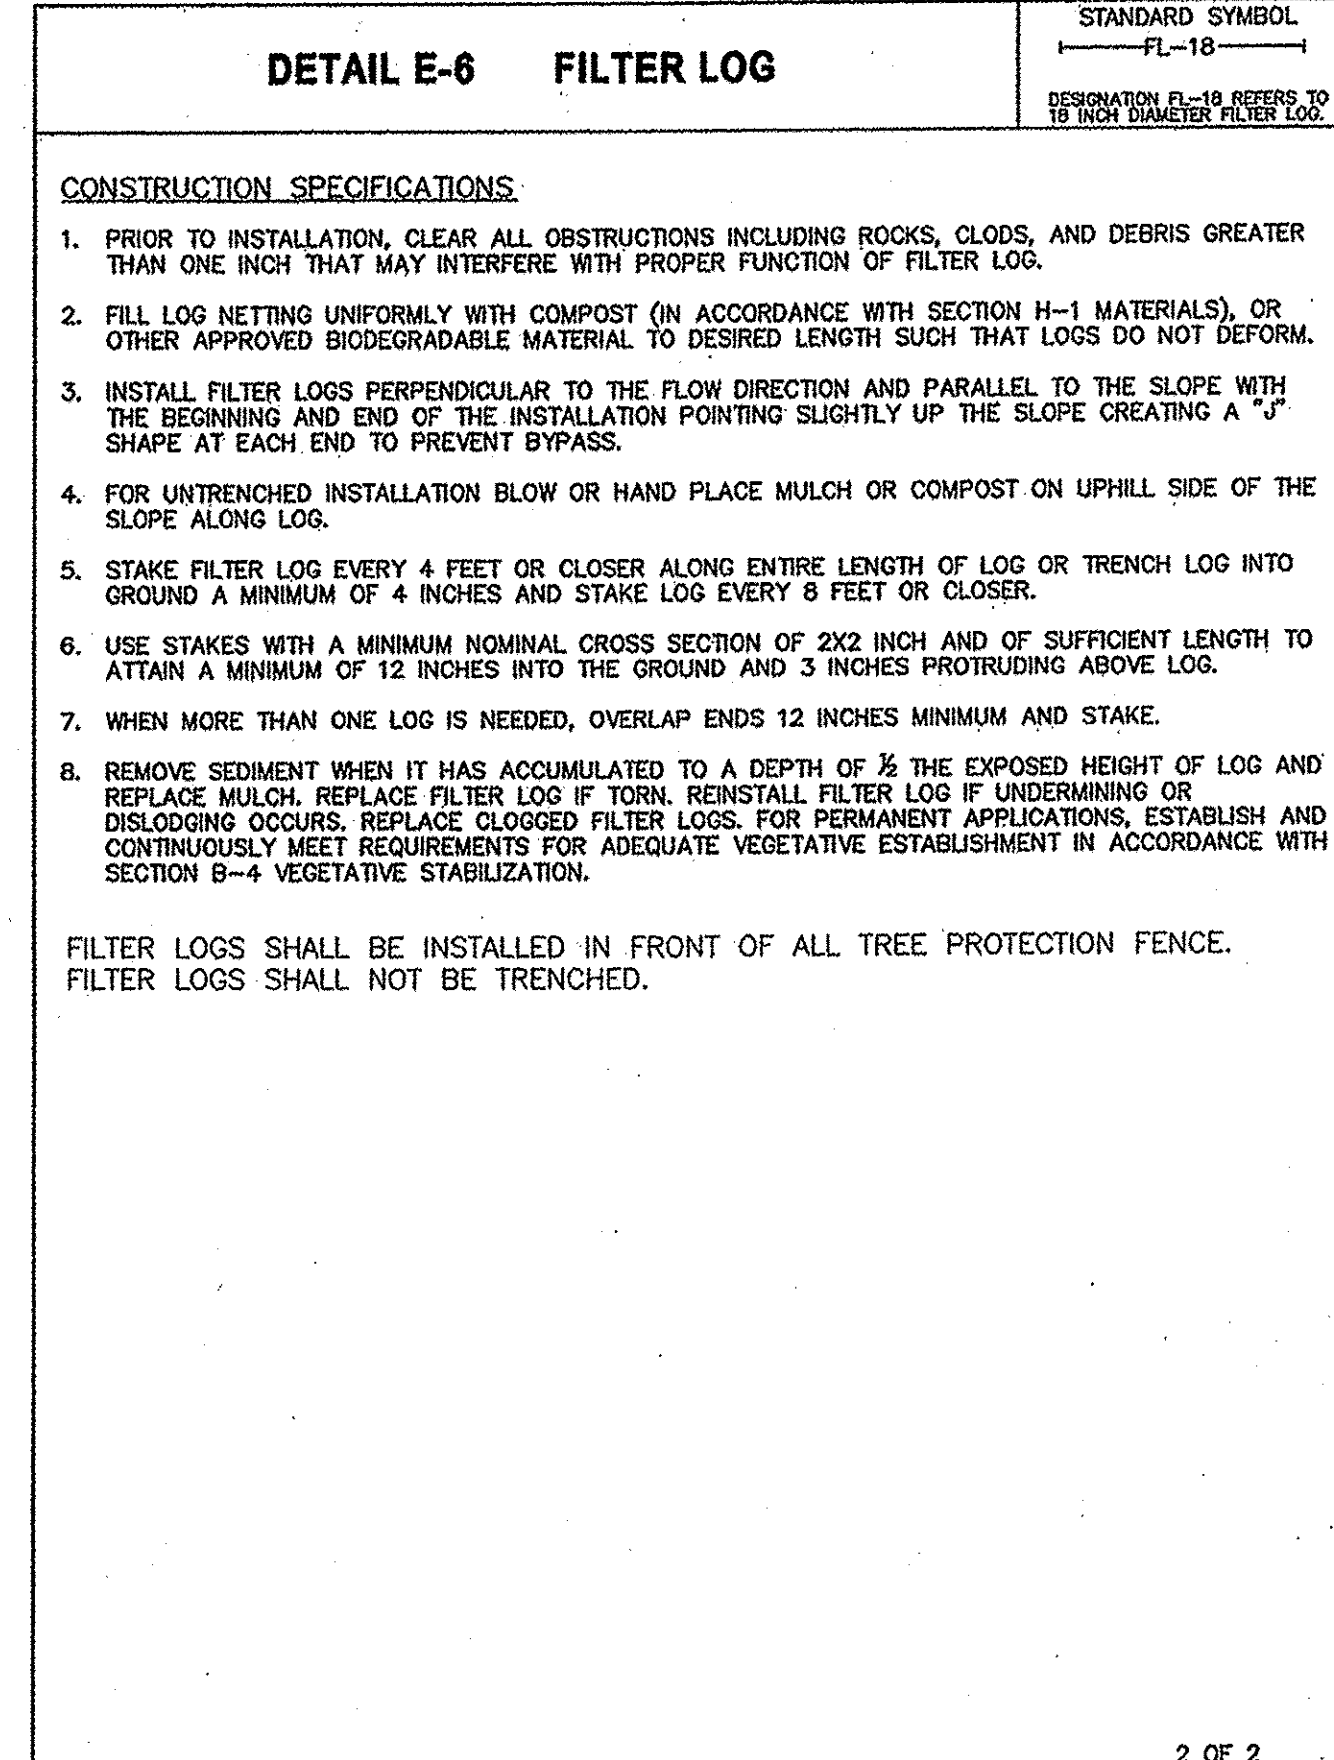 DETAIL E-6 FILTER LOG
STANDARD SYMBOL
FL-18
DESIGNATION FL-18 REFERS TO
18 INCH DIAMETER FILTER LOG.
CONSTRUCTION SPECIFICATIONS
1. PRIOR TO INSTALLATION, CLEAR ALL OBSTRUCTIONS INCLUDING ROCKS, CLODS, AND DEBRIS GREATER
THAN ONE INCH THAT MAY INTERFERE WITH PROPER FUNCTION OF FILTER LOG.
2. FILL LOG NETTING UNIFORMLY WITH COMPOST (IN ACCORDANCE WITH SECTION H-1 MATERIALS), OR
OTHER APPROVED BIODEGRADABLE MATERIAL TO DESIRED LENGTH SUCH THAT LOGS DO NOT DEFORM.
3. INSTALL FILTER LOGS PERPENDICULAR TO THE FLOW DIRECTION AND PARALLEL TO THE SLOPE WITH
THE BEGINNING AND END OF THE INSTALLATION POINTING SLIGHTLY UP THE SLOPE CREATING A "J"
SHAPE AT EACH END TO PREVENT BYPASS.
4. FOR UNTRENCHED INSTALLATION BLOW OR HAND PLACE MULCH OR COMPOST ON UPHILL SIDE OF THE
SLOPE ALONG LOG.
5. STAKE FILTER LOG EVERY 4 FEET OR CLOSER ALONG ENTIRE LENGTH OF LOG OR TRENCH LOG INTO
GROUND A MINIMUM OF 4 INCHES AND STAKE LOG EVERY 8 FEET OR CLOSER.
6. USE STAKES WITH A MINIMUM NOMINAL CROSS SECTION OF 2X2 INCH AND OF SUFFICIENT LENGTH TO
ATTAIN A MINIMUM OF 12 INCHES INTO THE GROUND AND 3 INCHES PROTRUDING ABOVE LOG.
7. WHEN MORE THAN ONE LOG IS NEEDED, OVERLAP ENDS 12 INCHES MINIMUM AND STAKE.
8. REMOVE SEDIMENT WHEN IT HAS ACCUMULATED TO A DEPTH OF ½ THE EXPOSED HEIGHT OF LOG AND
REPLACE MULCH. REPLACE FILTER LOG IF TORN. REINSTALL FILTER LOG IF UNDERMINING OR
DISLODGING OCCURS. REPLACE CLOGGED FILTER LOGS. FOR PERMANENT APPLICATIONS, ESTABLISH AND
CONTINUOUSLY MEET REQUIREMENTS FOR ADEQUATE VEGETATIVE ESTABLISHMENT IN ACCORDANCE WITH
SECTION B-4 VEGETATIVE STABILIZATION.
FILTER LOGS SHALL BE INSTALLED IN FRONT OF ALL TREE PROTECTION FENCE.
FILTER LOGS SHALL NOT BE TRENCHED.
2 OF 2